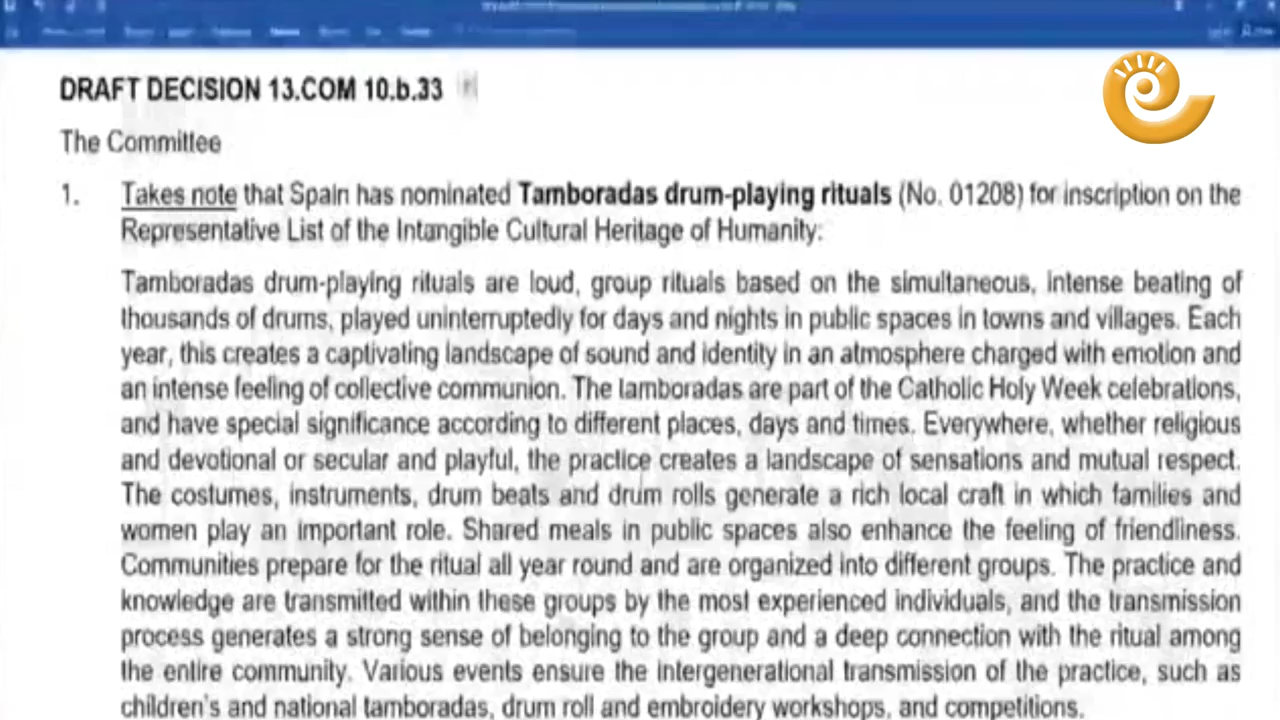 DRAFT DECISION 13.COM 10.b.33
The Committee
1. Takes note that Spain has nominated Tamboradas drum-playing rituals (No. 01208) for inscription on the
Representative List of the Intangible Cultural Heritage of Humanity:
Tamboradas drum-playing rituals are loud, group rituals based on the simultaneous, intense beating of
thousands of drums, played uninterruptedly for days and nights in public spaces in towns and villages. Each
year, this creates a captivating landscape of sound and identity in an atmosphere charged with emotion and
an intense feeling of collective communion. The tamboradas are part of the Catholic Holy Week celebrations,
and have special significance according to different places, days and times. Everywhere, whether religious
and devotional or secular and playful, the practice creates a landscape of sensations and mutual respect.
The costumes, instruments, drum beats and drum rolls generate a rich local craft in which families and
women play an important role. Shared meals in public spaces also enhance the feeling of friendliness.
Communities prepare for the ritual all year round and are organized into different groups. The practice and
knowledge are transmitted within these groups by the most experienced individuals, and the transmission
process generates a strong sense of belonging to the group and a deep connection with the ritual among
the entire community. Various events ensure the intergenerational transmission of the practice, such as
children's and national tamboradas, drum roll and embroidery workshops, and competitions.